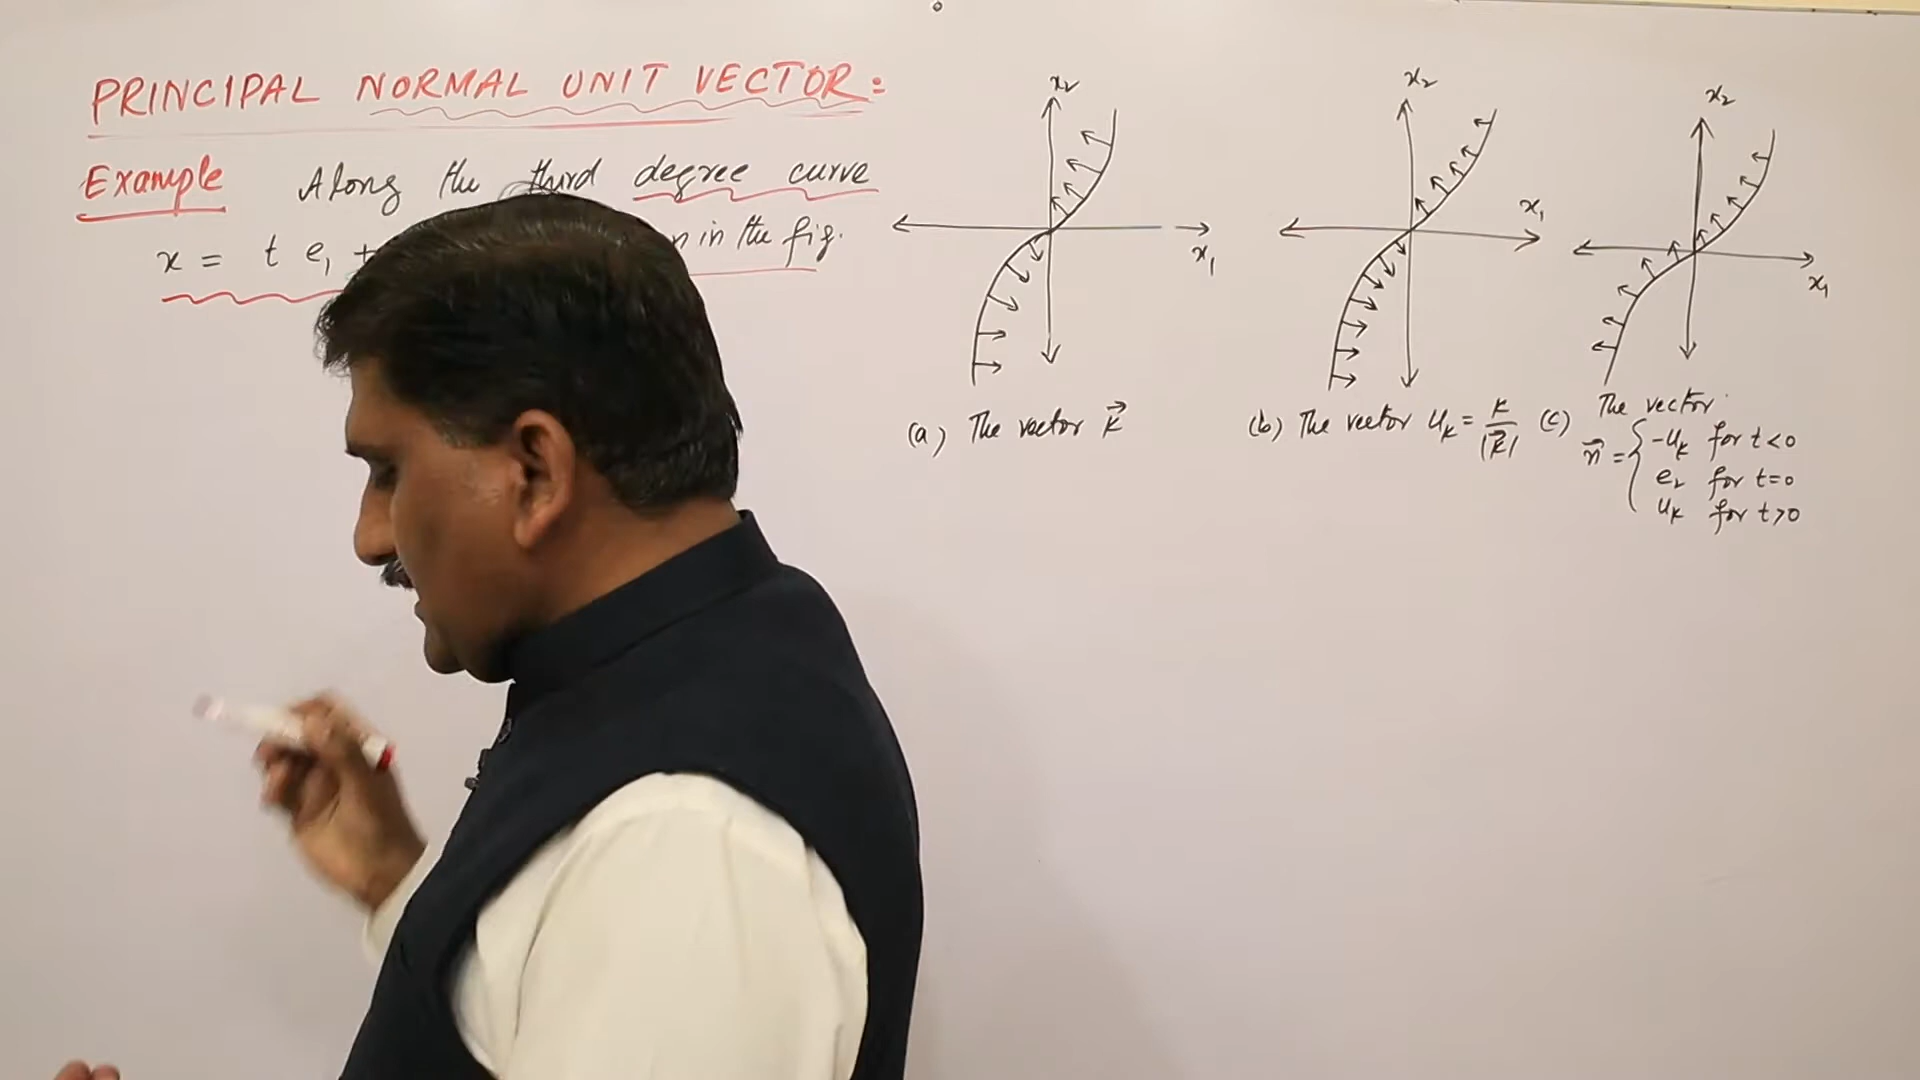 PRINCIPAL NORMAL UNIT VECTOR:
Example Along the third degree curve
x = t e₁ + in the fig.
x₂
x₁
(a) The vector k⃗
x₂
x₁
(b) The vector uₖ = k / |k⃗|
x₂
x₁
(c) The vector
n⃗ = { -uₖ for t<0
e₂ for t=0
uₖ for t>0